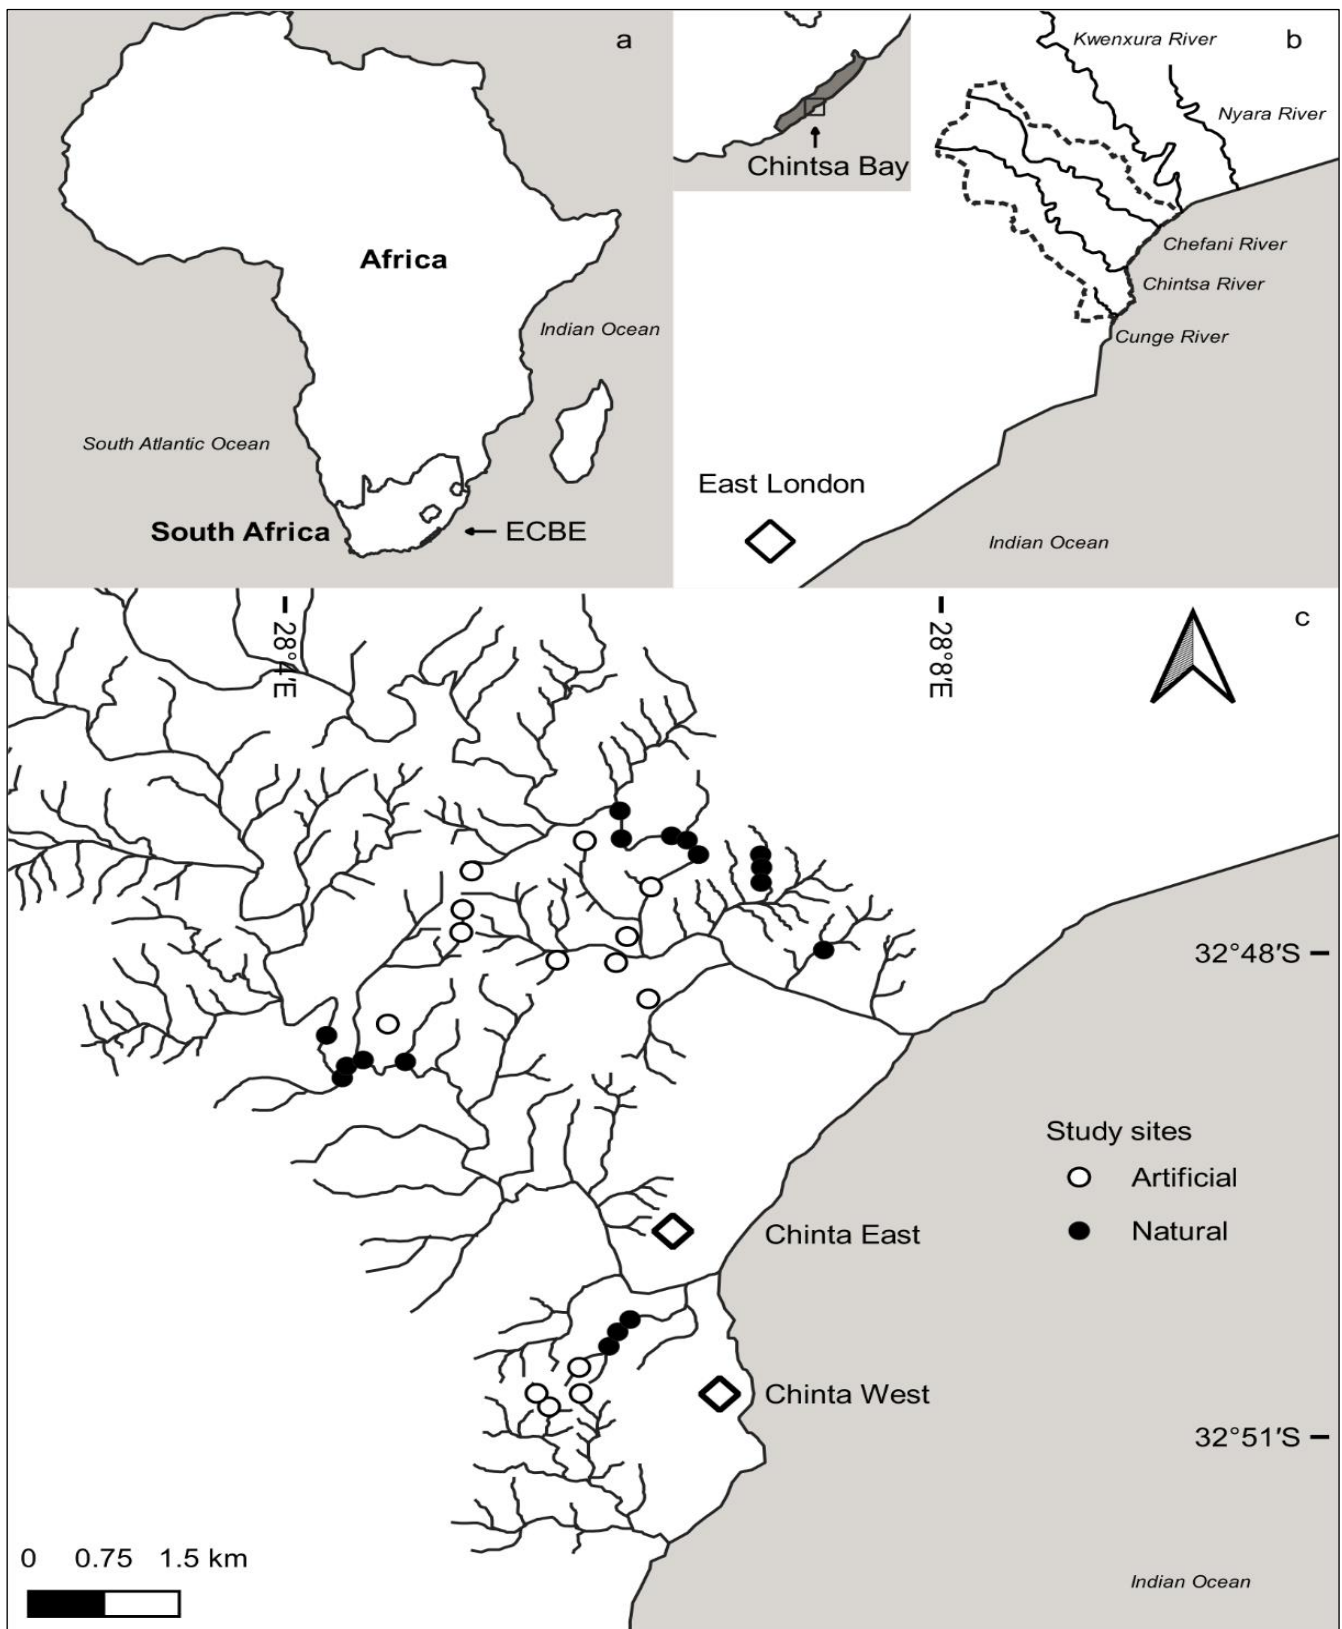 a
Africa
Indian Ocean
South Atlantic Ocean
South Africa
ECBE
Chintsa Bay
b
Kwenxura River
Nyara River
Chefani River
Chintsa River
Cunge River
East London
Indian Ocean
c
28°4'E
28°8'E
32°48'S
Study sites
Artificial
Natural
Chinta East
Chinta West
32°51'S
0 0.75 1.5 km
Indian Ocean